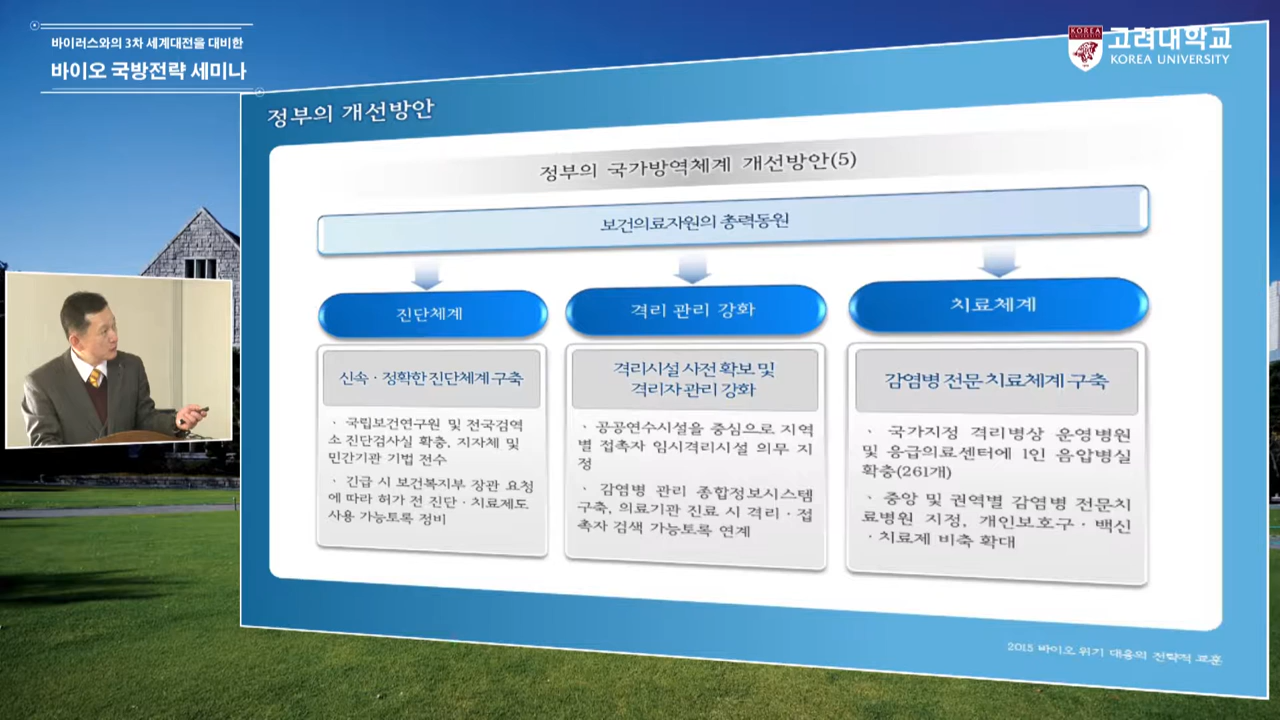 바이러스와의 3차 세계대전을 대비한
바이오 국방전략 세미나
KOREA
UNIVERSITY
고려대학교
KOREA UNIVERSITY
정부의 개선방안
정부의 국가방역체계 개선방안(5)
보건의료자원의 총력동원
진단체계
신속 · 정확한 진단체계 구축
· 국립보건연구원 및 전국검역
소 진단검사실 확충, 지자체 및
민간기관 기법 전수
· 긴급 시 보건복지부 장관 요청
에 따라 허가 전 진단 · 치료제도
사용 가능토록 정비
격리 관리 강화
격리시설 사전 확보 및
격리자 관리 강화
· 공공연수시설을 중심으로 지역
별 접촉자 임시격리시설 의무 지
정
· 감염병 관리 종합정보시스템
구축, 의료기관 진료 시 격리 · 접
촉자 검색 가능토록 연계
치료체계
감염병 전문 치료체계 구축
· 국가지정 격리병상 운영병원
및 응급의료센터에 1인 음압병실
확충(261개)
· 중앙 및 권역별 감염병 전문치
료병원 지정, 개인보호구 · 백신
· 치료제 비축 확대
2015 바이오 위기 대응의 전략적 교훈